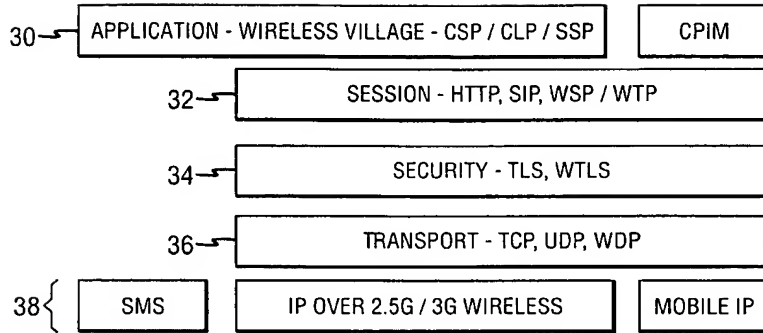 30 APPLICATION - WIRELESS VILLAGE - CSP / CLP / SSP CPIM
32 SESSION - HTTP, SIP, WSP / WTP
34 SECURITY - TLS, WTLS
36 TRANSPORT - TCP, UDP, WDP
38 SMS IP OVER 2.5G / 3G WIRELESS MOBILE IP